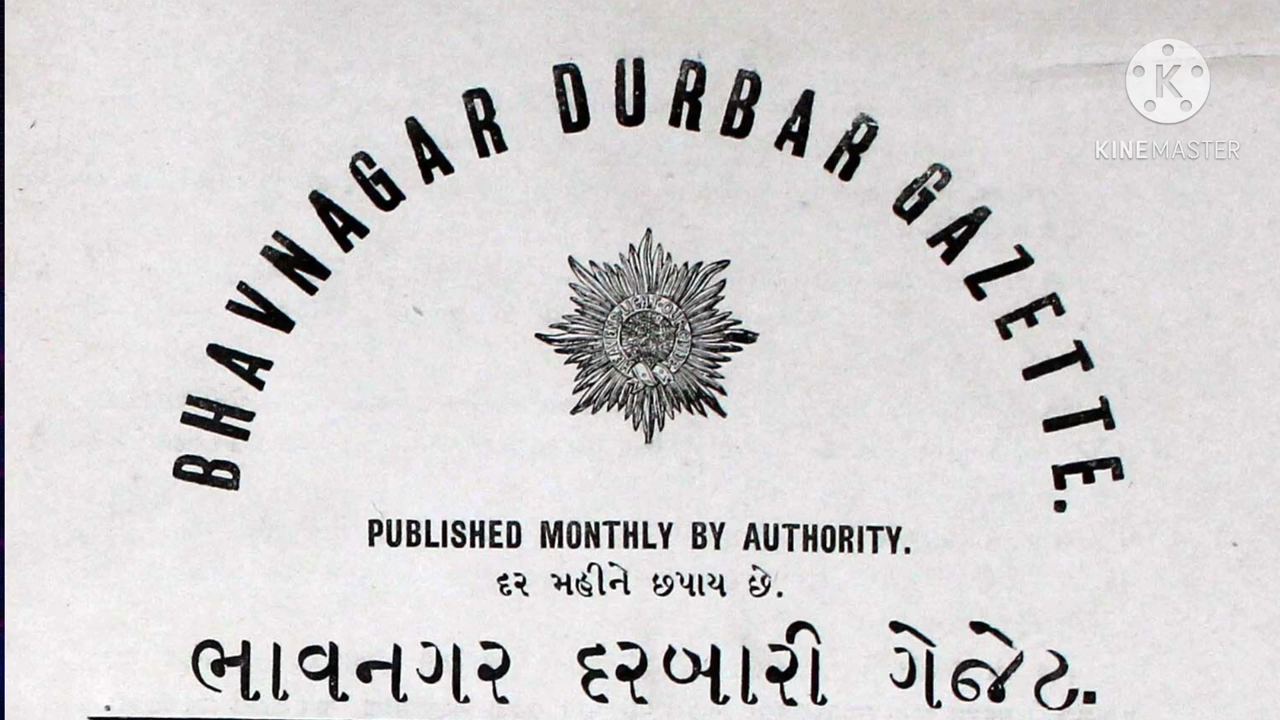 BHAVNAGAR DURBAR GAZETTE.
KINEMASTER
PUBLISHED MONTHLY BY AUTHORITY.
દર મહીને છપાય છે.
ભાવનગર દરબારી ગેજેટ.